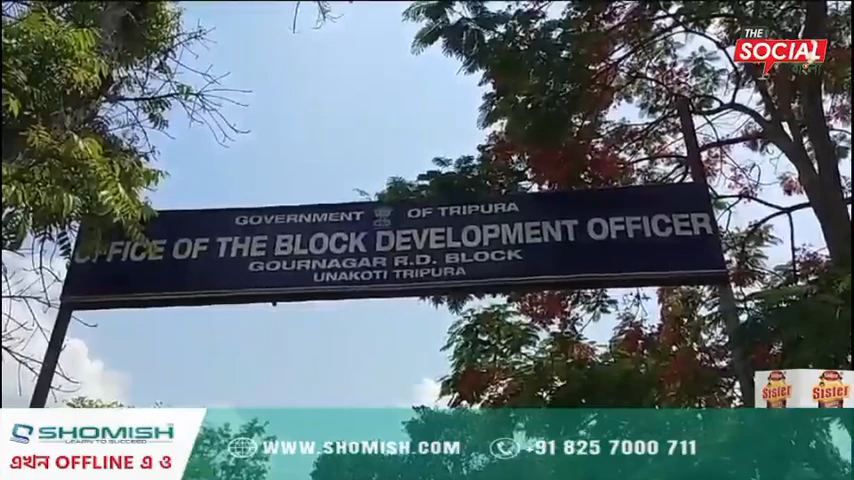 THE
SOCIAL
বাংলা
GOVERNMENT OF TRIPURA
OFFICE OF THE BLOCK DEVELOPMENT OFFICER
GOURNAGAR R.D. BLOCK
UNAKOTI TRIPURA
Sister
Sister
SHOMISH
LEARN TO SUCCEED
এখন OFFLINE এ ও
WWW.SHOMISH.COM
+91 825 7000 711